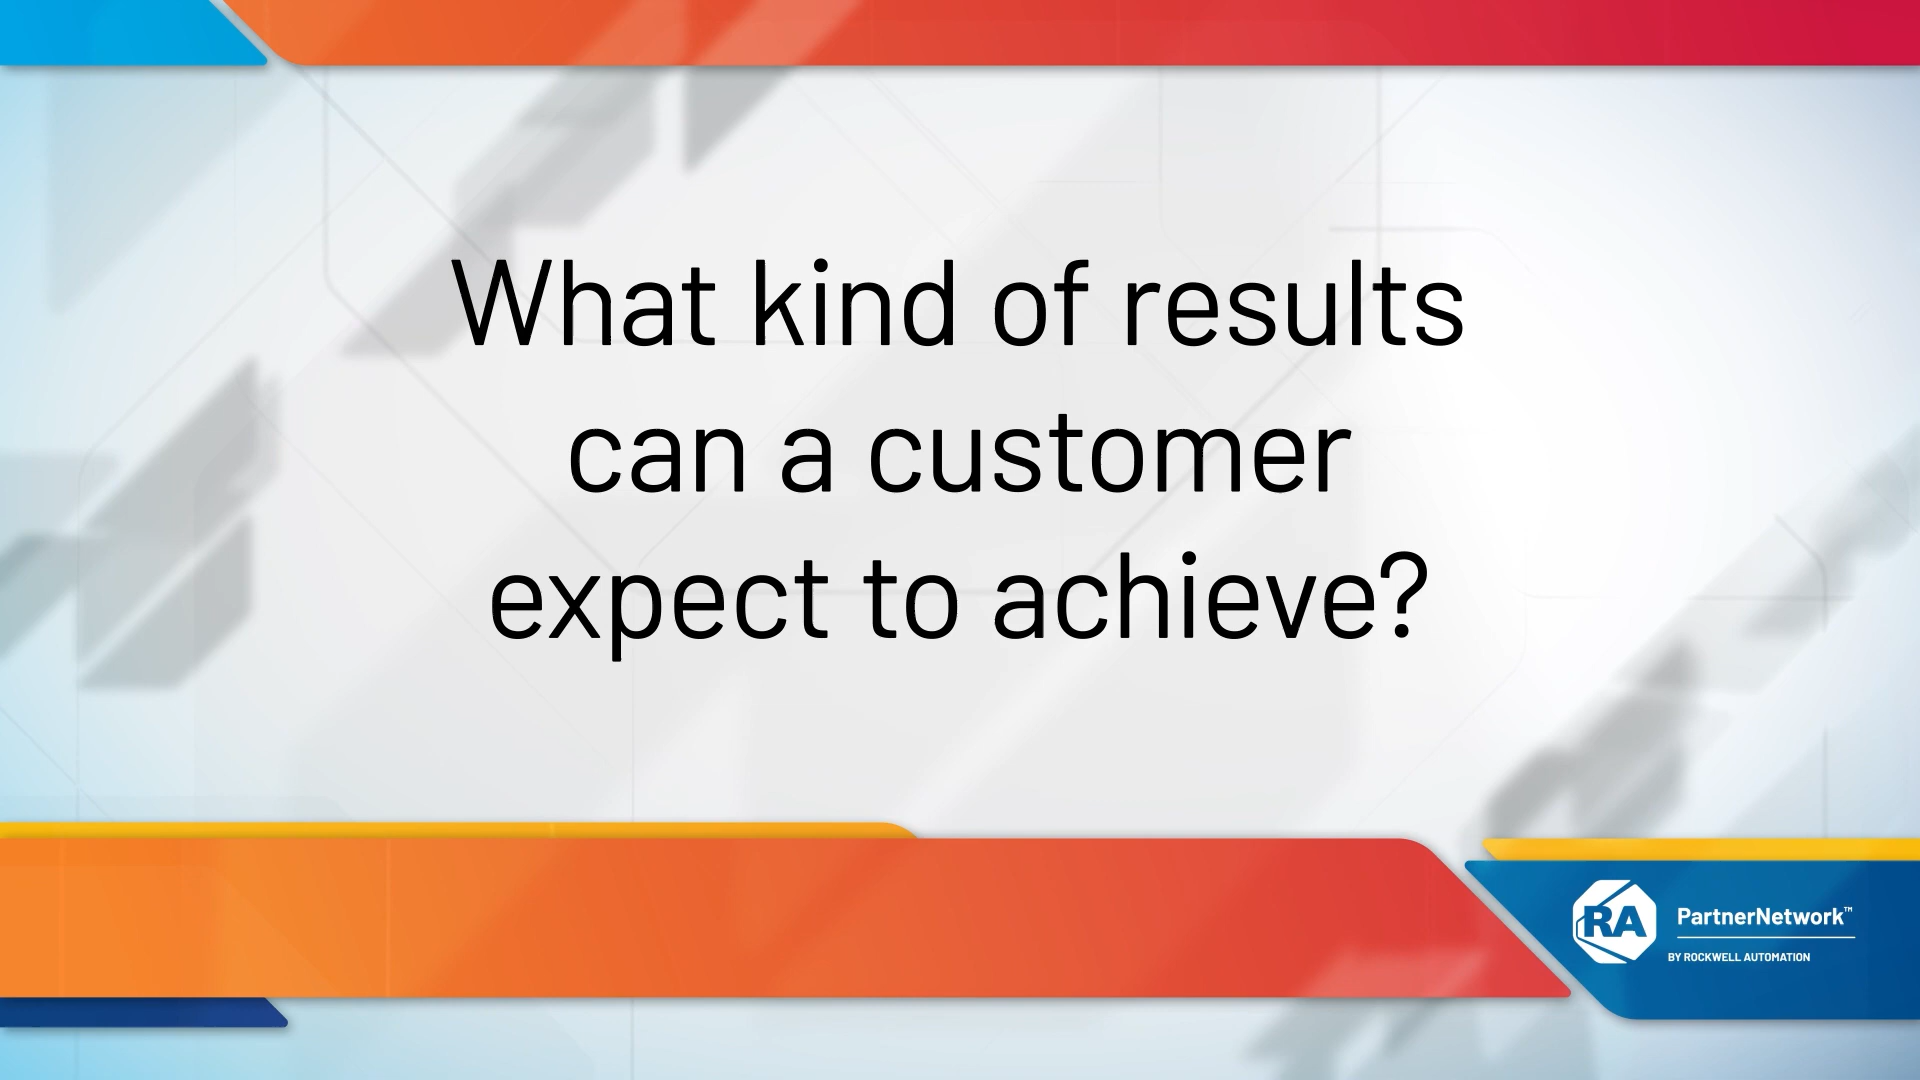 What kind of results
can a customer
expect to achieve?
RA
PartnerNetwork™
BY ROCKWELL AUTOMATION